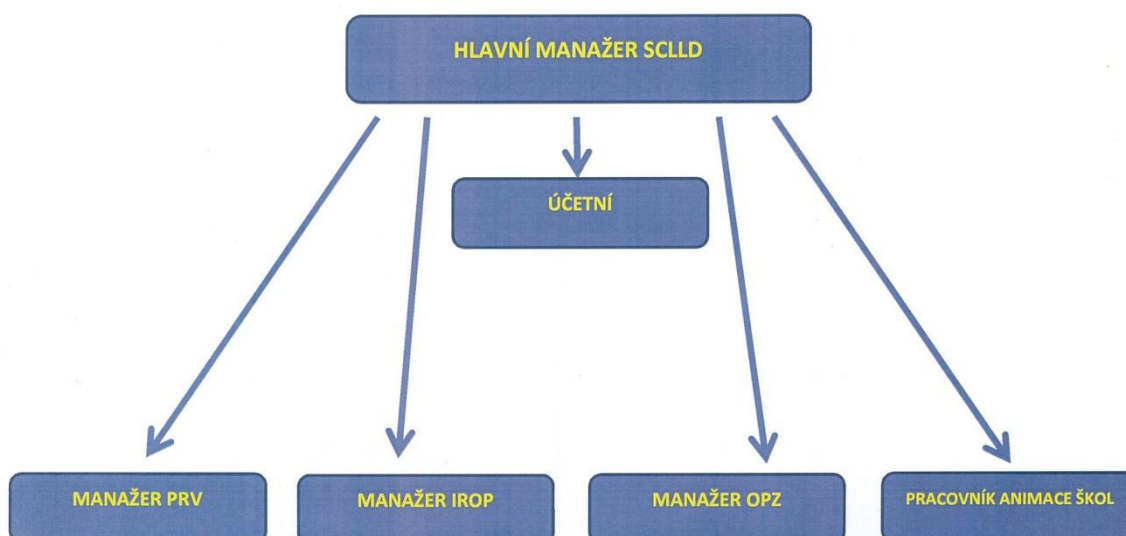 HLAVNÍ MANAŽER SCLLD
ÚČETNÍ
MANAŽER PRV
MANAŽER IROP
MANAŽER OPZ
PRACOVNÍK ANIMACE ŠKOL